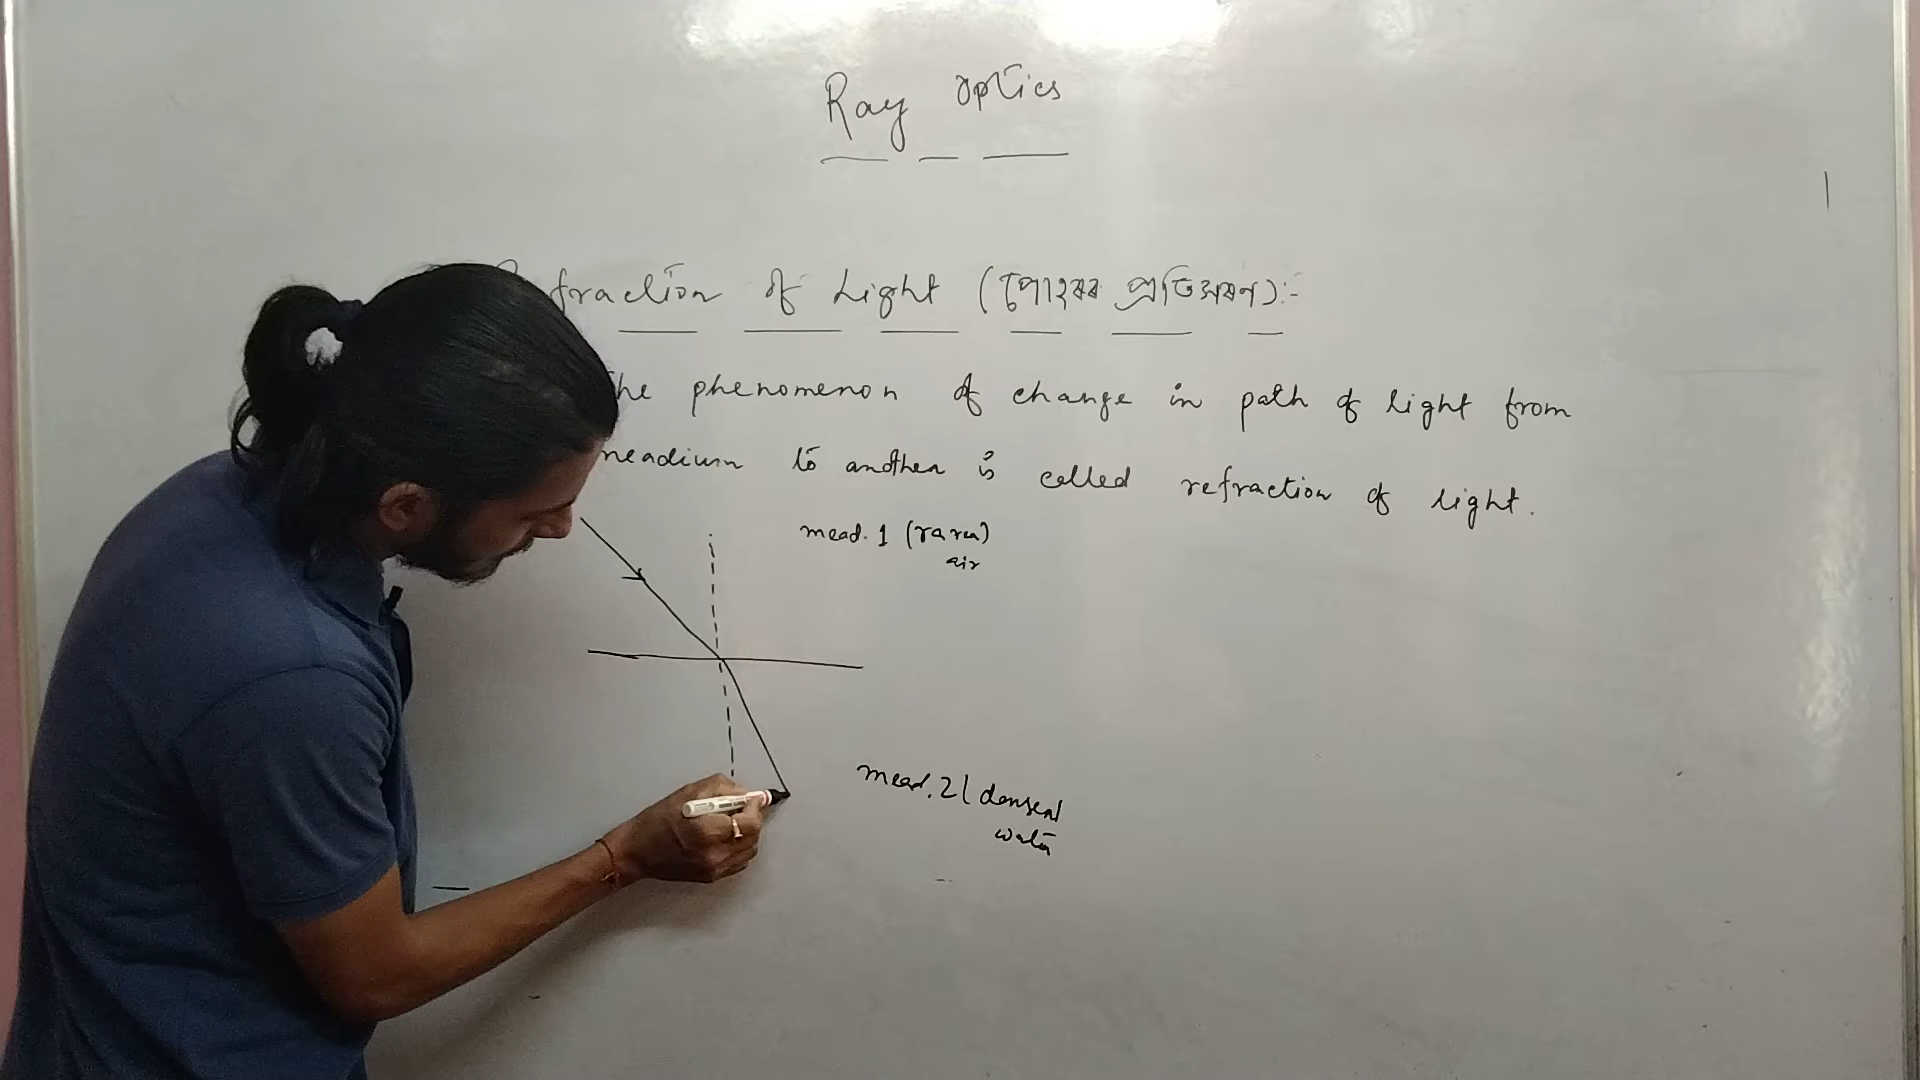 Ray optics
fraction of Light (পোহৰৰ প্ৰতিসৰণ):-
he phenomenon of change in path of light from
meadium to another is called refraction of light.
mead. 1 (rarer)
air
mead. 2 (denser)
water